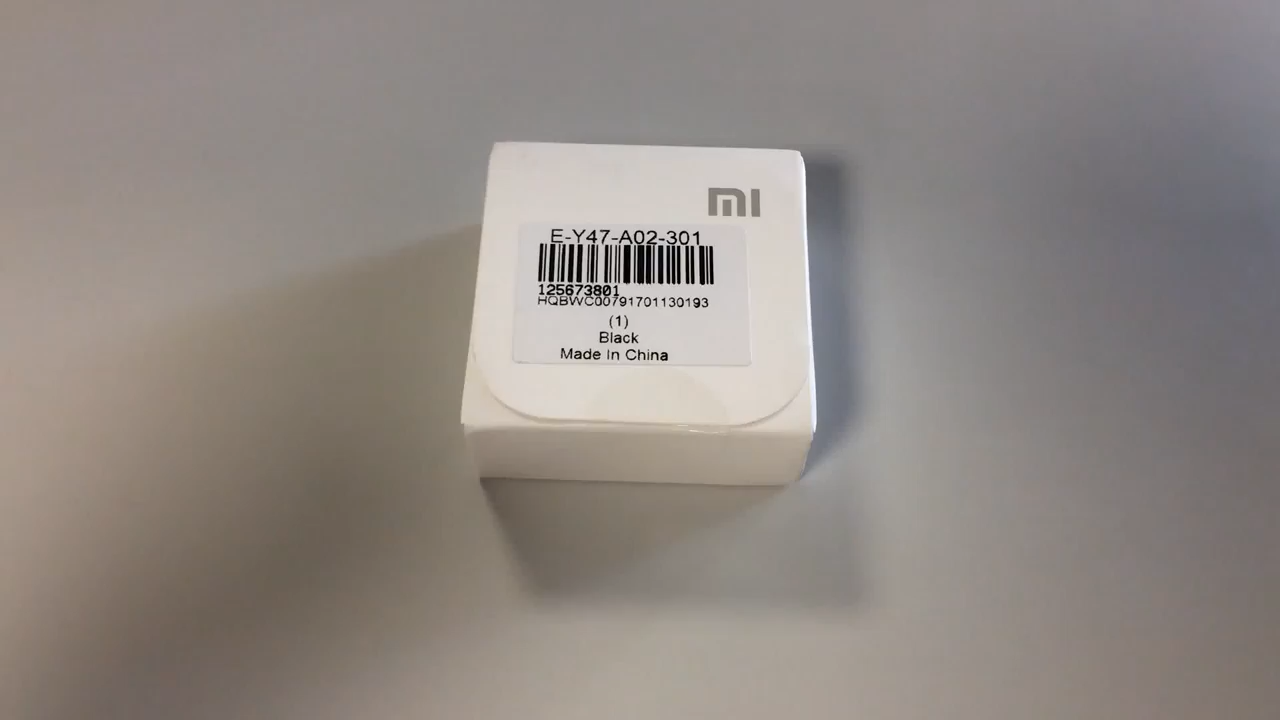 MI
E-Y47-A02-301
125673801
HQBWC00791701130193
(1)
Black
Made In China